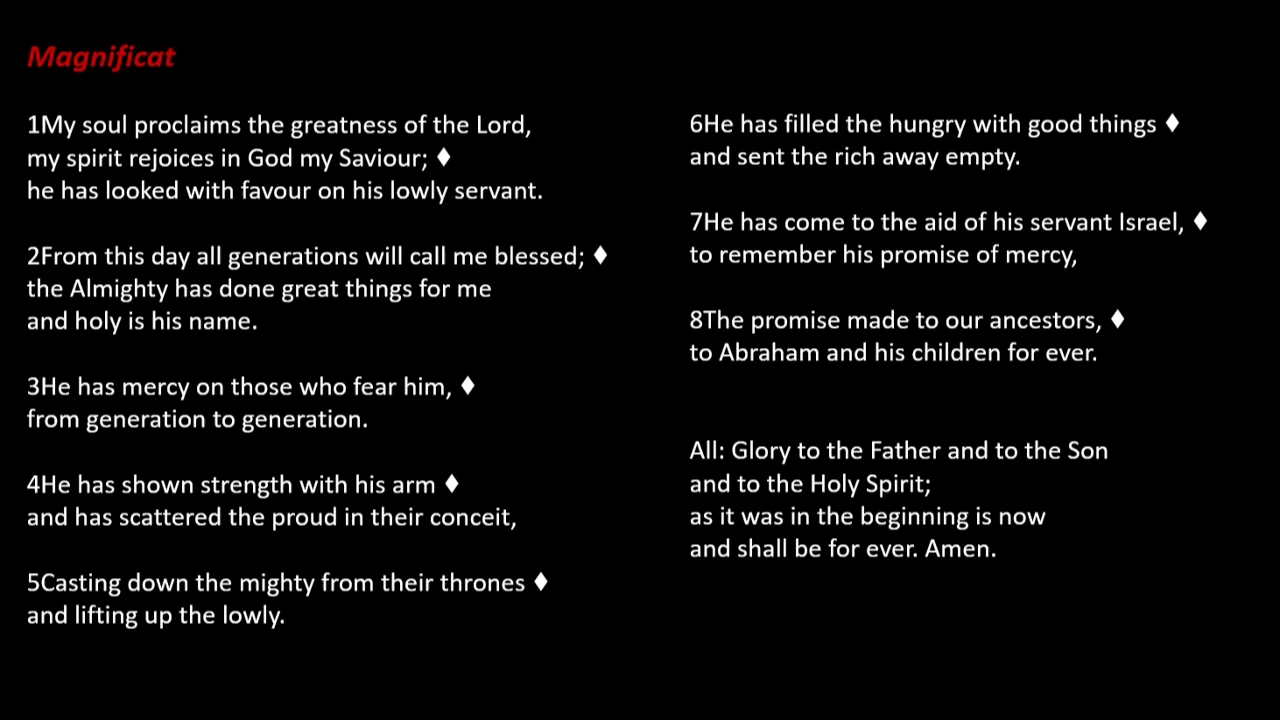 Magnificat
1My soul proclaims the greatness of the Lord,
my spirit rejoices in God my Saviour; ♦
he has looked with favour on his lowly servant.
2From this day all generations will call me blessed; ♦
the Almighty has done great things for me
and holy is his name.
3He has mercy on those who fear him, ♦
from generation to generation.
4He has shown strength with his arm ♦
and has scattered the proud in their conceit,
5Casting down the mighty from their thrones ♦
and lifting up the lowly.
6He has filled the hungry with good things ♦
and sent the rich away empty.
7He has come to the aid of his servant Israel, ♦
to remember his promise of mercy,
8The promise made to our ancestors, ♦
to Abraham and his children for ever.
All: Glory to the Father and to the Son
and to the Holy Spirit;
as it was in the beginning is now
and shall be for ever. Amen.